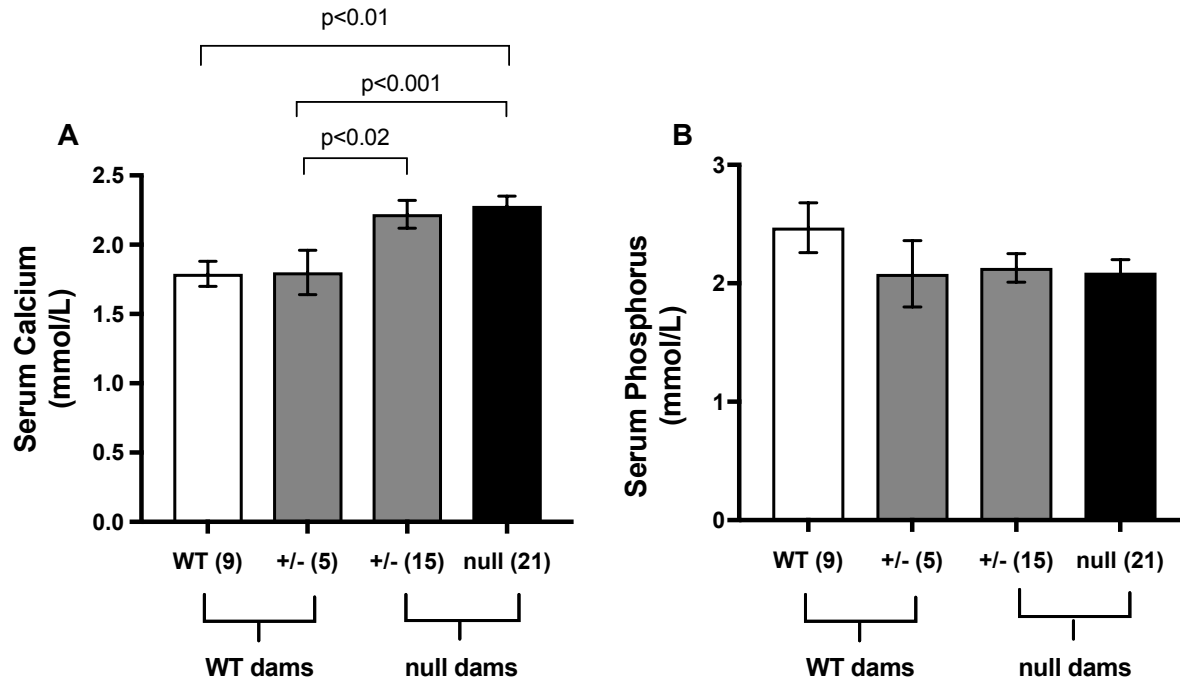 p<0.01
p<0.001
p<0.02
A
Serum Calcium
(mmol/L)
2.5
2.0
1.5
1.0
0.5
0.0
WT (9) +/- (5) +/- (15) null (21)
WT dams null dams
B
Serum Phosphorus
(mmol/L)
3
2
1
0
WT (9) +/- (5) +/- (15) null (21)
WT dams null dams